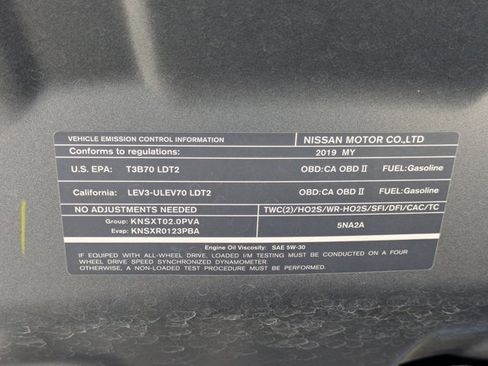 VEHICLE EMISSION CONTROL INFORMATION NISSAN MOTOR CO.,LTD
Conforms to regulations: 2019 MY
U.S. EPA: T3B70 LDT2 OBD:CA OBD II FUEL:Gasoline
California: LEV3-ULEV70 LDT2 OBD:CA OBD II FUEL:Gasoline
NO ADJUSTMENTS NEEDED TWC(2)/HO2S/WR-HO2S/SFI/DFI/CAC/TC
Group: KNSXT02.0PVA
Evap: KNSXR0123PBA 5NA2A
Engine Oil Viscosity: SAE 5W-30
IF EQUIPPED WITH ALL-WHEEL DRIVE, LOADED I/M TESTING MUST BE CONDUCTED ON A FOUR
WHEEL DRIVE SPEED SYNCHRONIZED DYNAMOMETER.
OTHERWISE, A NON-LOADED TEST PROCEDURE MUST BE CONDUCTED.